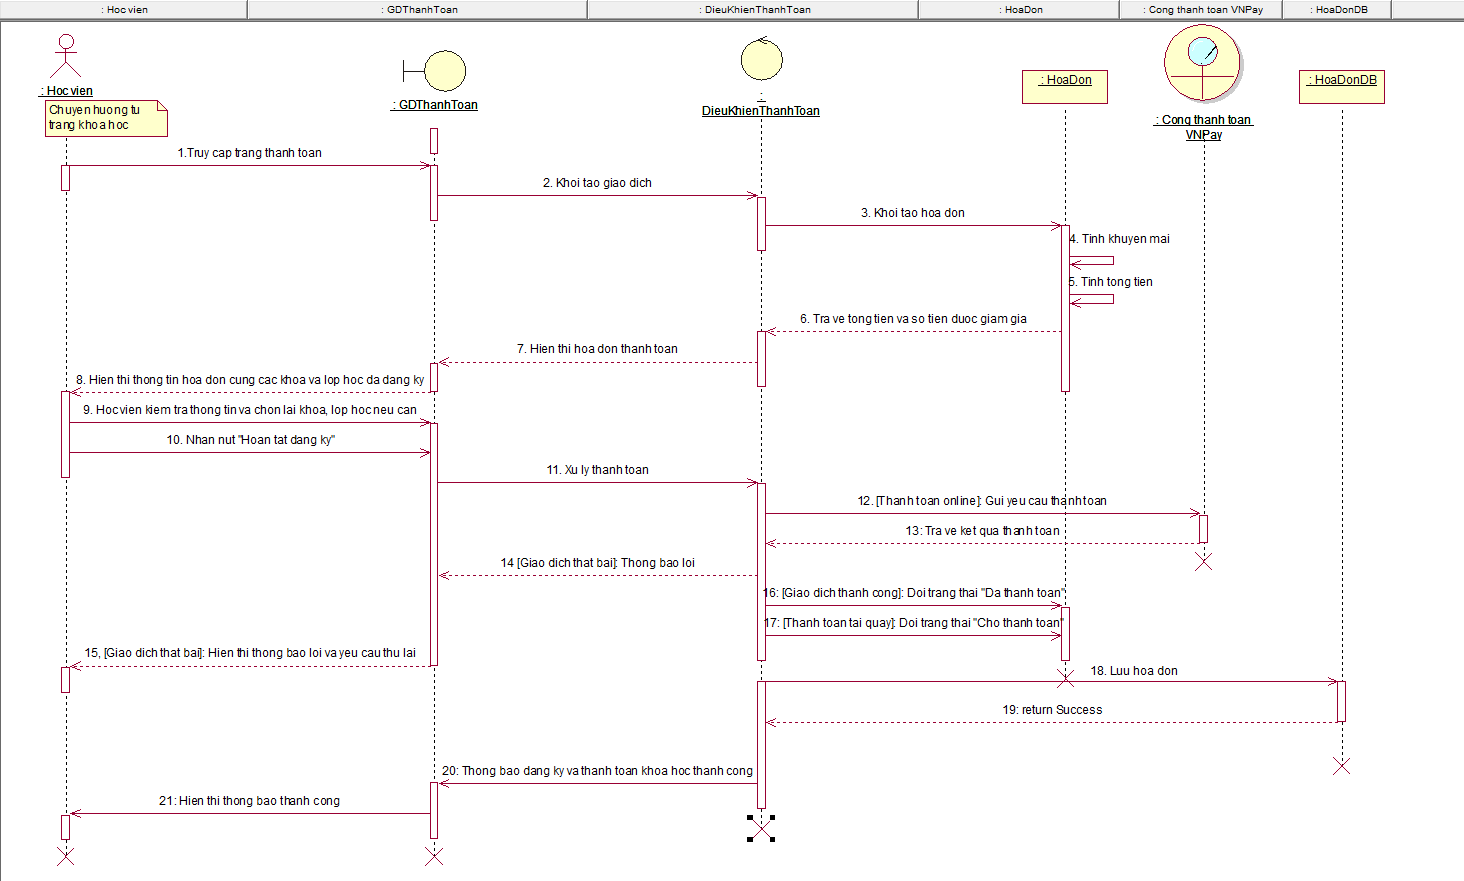 : Hoc vien
: GDThanhToan
: DieuKhienThanhToan
: HoaDon
: Cong thanh toan VNPay
: HoaDonDB
: Hoc vien
Chuyen huong tu
trang khoa hoc
: GDThanhToan
:
DieuKhienThanhToan
: HoaDon
: Cong thanh toan
VNPay
: HoaDonDB
1.Truy cap trang thanh toan
2. Khoi tao giao dich
3. Khoi tao hoa don
4. Tinh khuyen mai
5. Tinh tong tien
6. Tra ve tong tien va so tien duoc giam gia
7. Hien thi hoa don thanh toan
8. Hien thi thong tin hoa don cung cac khoa va lop hoc da dang ky
9. Hoc vien kiem tra thong tin va chon lai khoa, lop hoc neu can
10. Nhan nut "Hoan tat dang ky"
11. Xu ly thanh toan
12. [Thanh toan online]: Gui yeu cau thanh toan
13: Tra ve ket qua thanh toan
14 [Giao dich that bai]: Thong bao loi
16: [Giao dich thanh cong]: Doi trang thai "Da thanh toan"
17: [Thanh toan tai quay]: Doi trang thai "Cho thanh toan"
15, [Giao dich that bai]: Hien thi thong bao loi va yeu cau thu lai
18. Luu hoa don
19: return Success
20: Thong bao dang ky va thanh toan khoa hoc thanh cong
21: Hien thi thong bao thanh cong